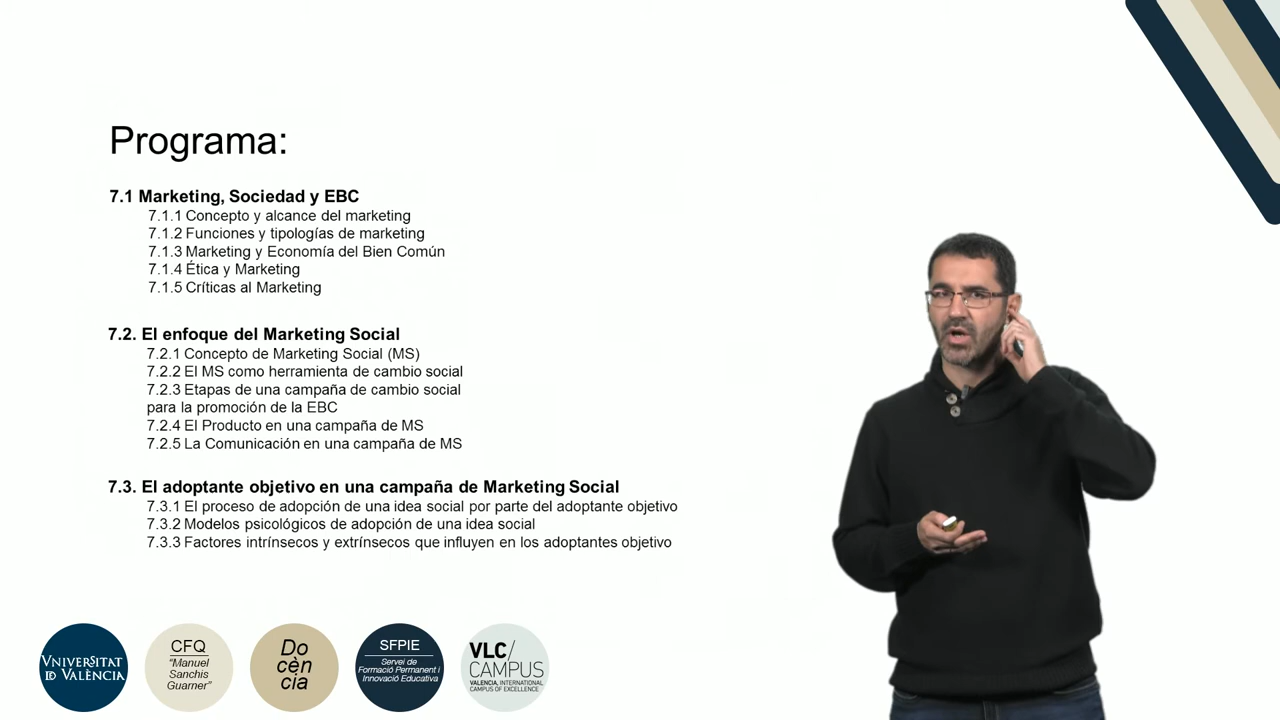 Programa:
7.1 Marketing, Sociedad y EBC
7.1.1 Concepto y alcance del marketing
7.1.2 Funciones y tipologías de marketing
7.1.3 Marketing y Economía del Bien Común
7.1.4 Ética y Marketing
7.1.5 Críticas al Marketing
7.2. El enfoque del Marketing Social
7.2.1 Concepto de Marketing Social (MS)
7.2.2 El MS como herramienta de cambio social
7.2.3 Etapas de una campaña de cambio social
para la promoción de la EBC
7.2.4 El Producto en una campaña de MS
7.2.5 La Comunicación en una campaña de MS
7.3. El adoptante objetivo en una campaña de Marketing Social
7.3.1 El proceso de adopción de una idea social por parte del adoptante objetivo
7.3.2 Modelos psicológicos de adopción de una idea social
7.3.3 Factores intrínsecos y extrínsecos que influyen en los adoptantes objetivo
VNIVERSITAT
ID VALÈNCIA
CFQ
"Manuel
Sanchis
Guarner"
Do
cèn
cia
SFPIE
Servei de
Formació Permanent i
Innovació Educativa
VLC/
CAMPUS
VALENCIA, INTERNATIONAL
CAMPUS OF EXCELLENCE